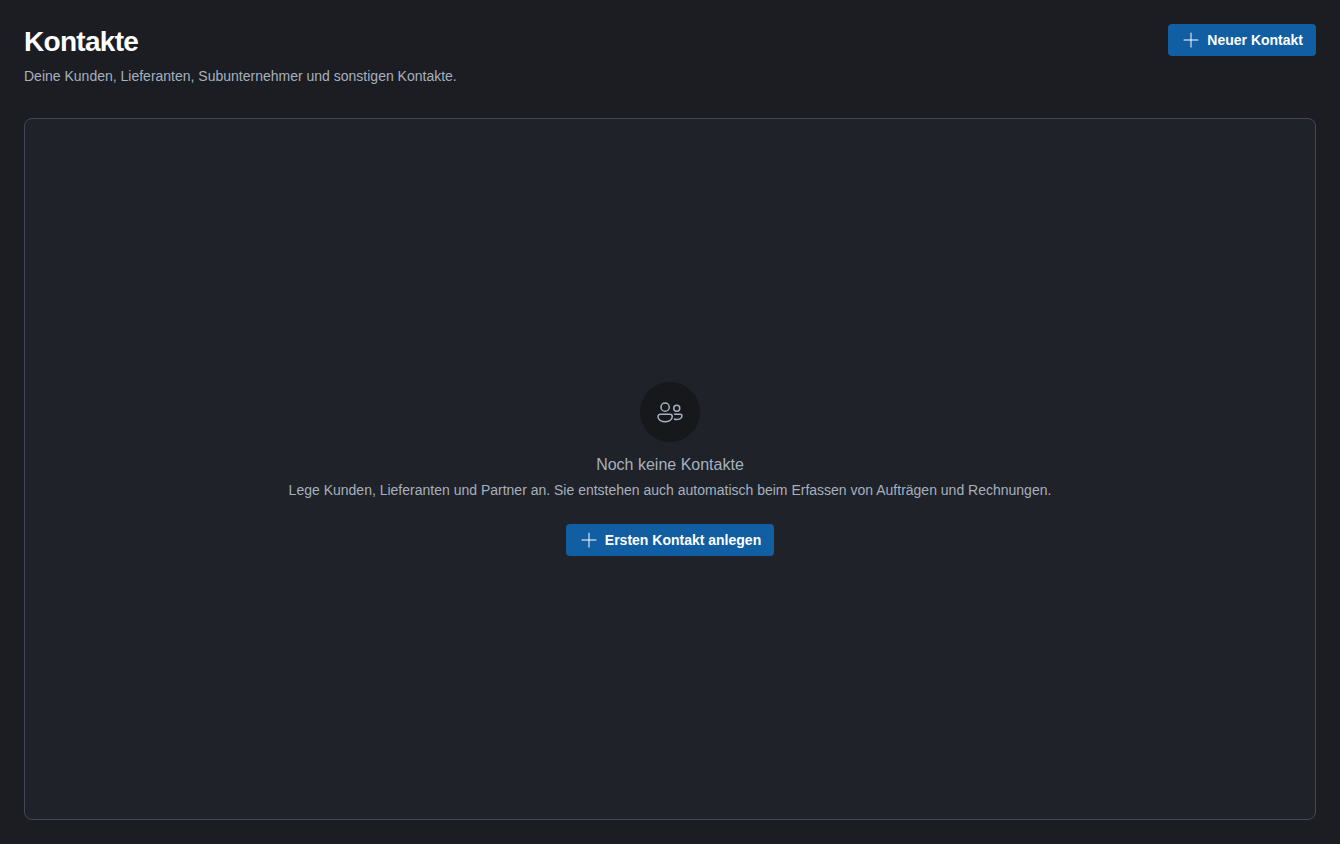 Kontakte
Neuer Kontakt
Deine Kunden, Lieferanten, Subunternehmer und sonstigen Kontakte.
Noch keine Kontakte
Lege Kunden, Lieferanten und Partner an. Sie entstehen auch automatisch beim Erfassen von Aufträgen und Rechnungen.
Ersten Kontakt anlegen